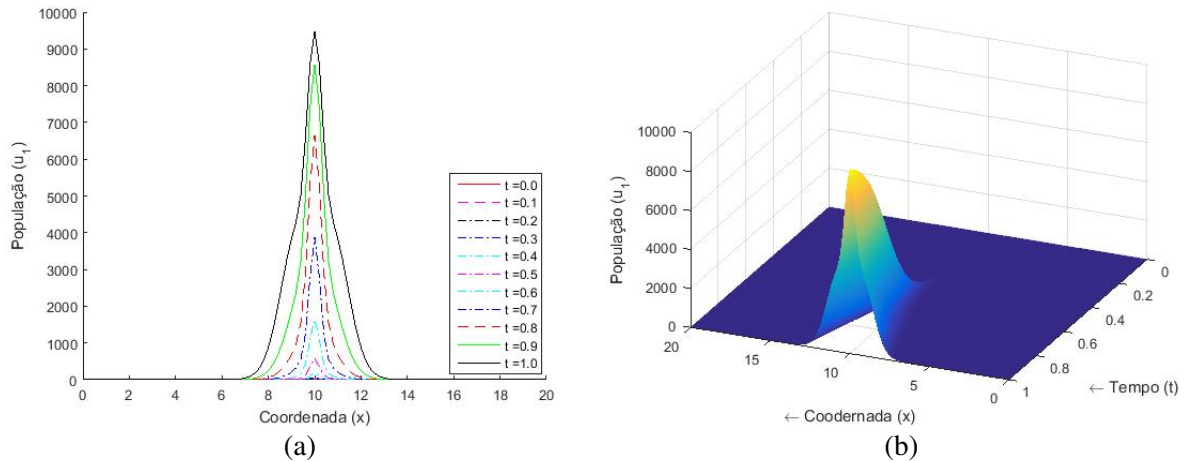 10000
9000
8000
7000
6000
5000
4000
3000
2000
1000
0
População (u1)
0 2 4 6 8 10 12 14 16 18 20
Coordenada (x)
t =0.0
t =0.1
t =0.2
t =0.3
t =0.4
t =0.5
t =0.6
t =0.7
t =0.8
t =0.9
t =1.0
(a)
10000
8000
6000
4000
2000
0
População (u1)
20 15 10 5 0
← Coodernada (x)
0
0.2
0.4
0.6
0.8
1
← Tempo (t)
(b)